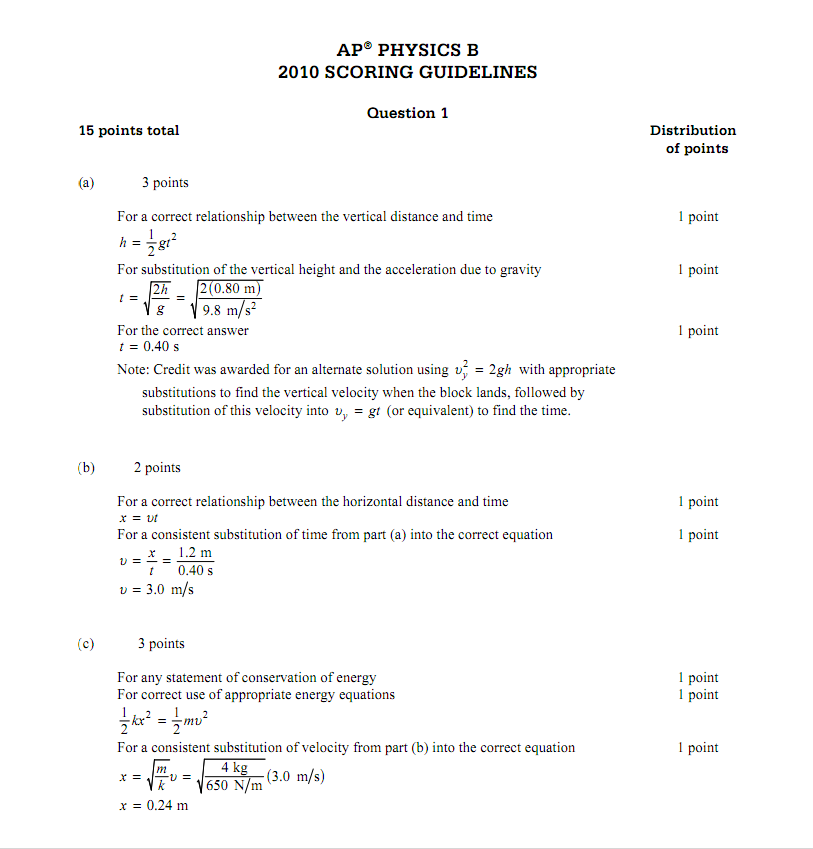 AP® PHYSICS B
2010 SCORING GUIDELINES
Question 1
15 points total Distribution
of points
(a) 3 points
For a correct relationship between the vertical distance and time 1 point
h = 1/2 gt²
For substitution of the vertical height and the acceleration due to gravity 1 point
t = √(2h/g) = √(2(0.80 m)/9.8 m/s²)
For the correct answer 1 point
t = 0.40 s
Note: Credit was awarded for an alternate solution using υ_y² = 2gh with appropriate
substitutions to find the vertical velocity when the block lands, followed by
substitution of this velocity into υ_y = gt (or equivalent) to find the time.
(b) 2 points
For a correct relationship between the horizontal distance and time 1 point
x = υt
For a consistent substitution of time from part (a) into the correct equation 1 point
υ = x/t = 1.2 m/0.40 s
υ = 3.0 m/s
(c) 3 points
For any statement of conservation of energy 1 point
For correct use of appropriate energy equations 1 point
1/2 kx² = 1/2 mυ²
For a consistent substitution of velocity from part (b) into the correct equation 1 point
x = √(m/k) υ = √(4 kg/650 N/m) (3.0 m/s)
x = 0.24 m